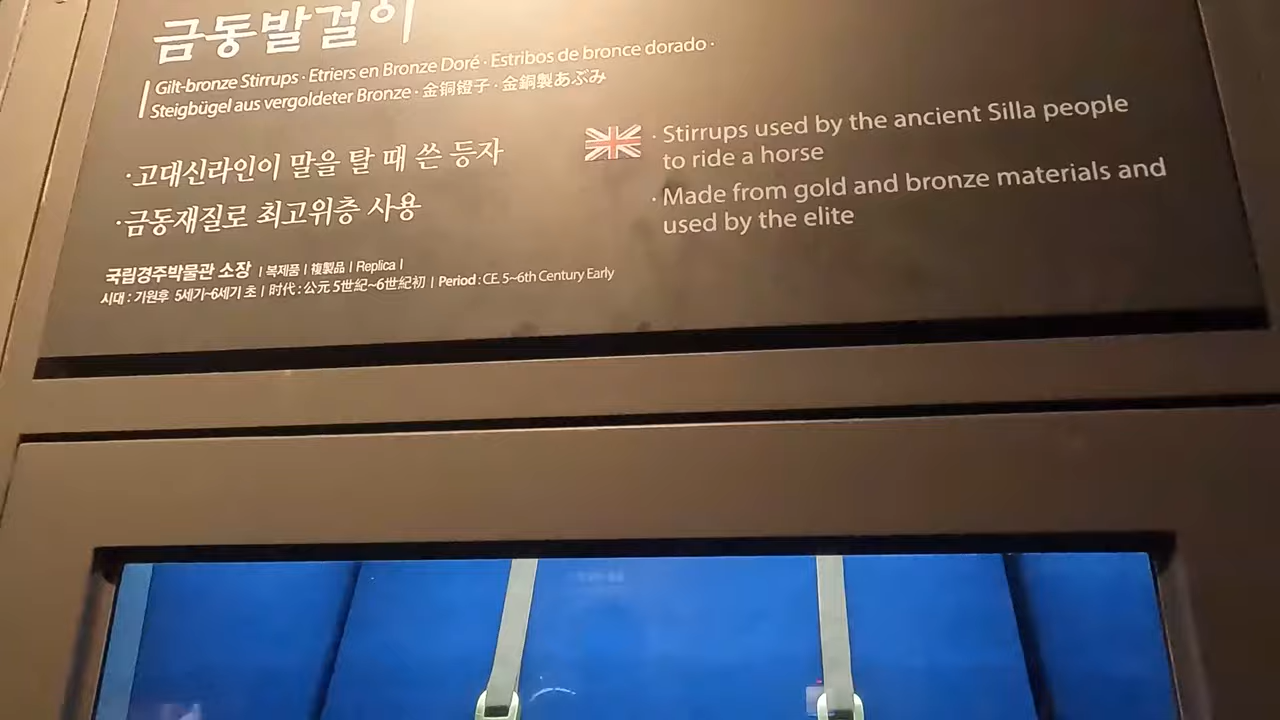 금동발걸이
Gilt-bronze Stirrups · Etriers en Bronze Doré · Estribos de bronce dorado ·
Steigbügel aus vergoldeter Bronze · 金铜镫子 · 金銅製あぶみ
·고대신라인이 말을 탈 때 쓴 등자
·금동재질로 최고위층 사용
국립경주박물관 소장 | 복제품 | 複製品 | Replica |
시대 : 기원후 5세기~6세기 초 | 时代 : 公元 5世紀~6世紀初 | Period : CE. 5~6th Century Early
· Stirrups used by the ancient Silla people
to ride a horse
· Made from gold and bronze materials and
used by the elite